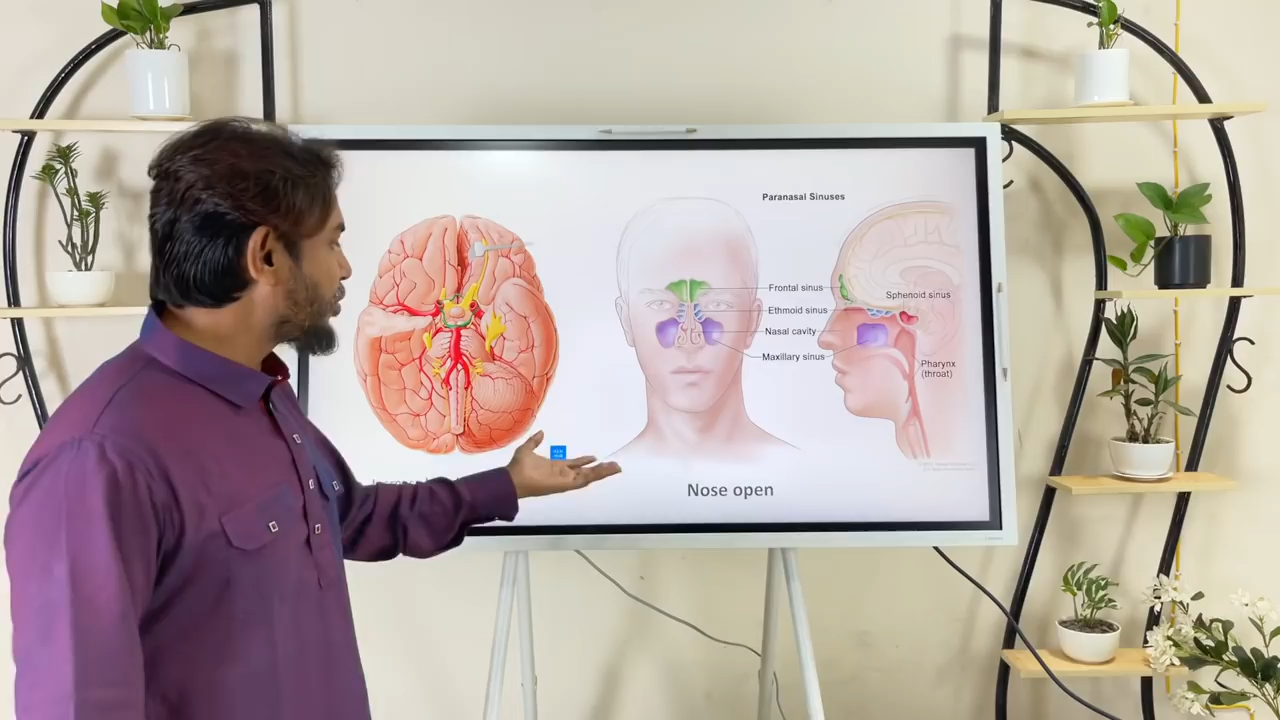 Paranasal Sinuses
Frontal sinus
Ethmoid sinus
Nasal cavity
Maxillary sinus
Sphenoid sinus
Pharynx
(throat)
Nose open